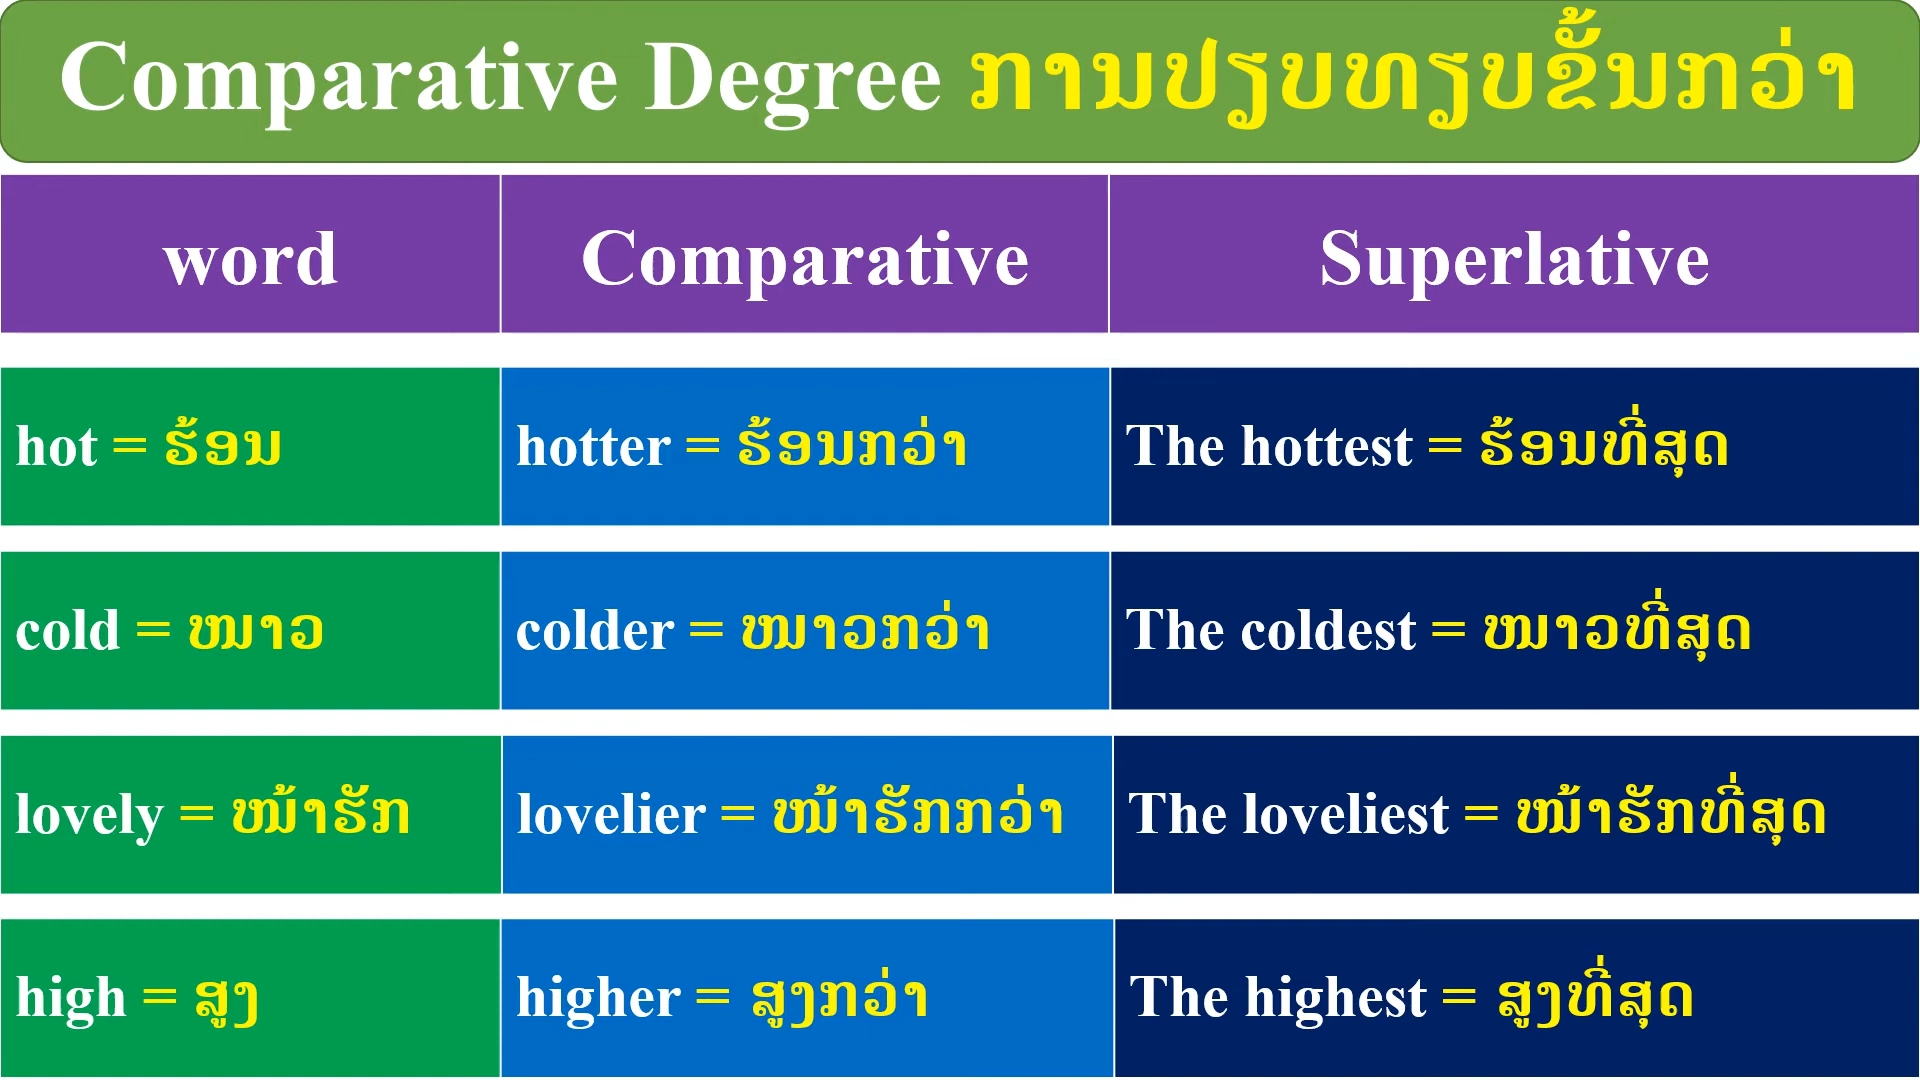 Comparative Degree ການປຽບທຽບຂັ້ນກວ່າ
word Comparative Superlative
hot = ຮ້ອນ hotter = ຮ້ອນກວ່າ The hottest = ຮ້ອນທີ່ສຸດ
cold = ໜາວ colder = ໜາວກວ່າ The coldest = ໜາວທີ່ສຸດ
lovely = ໜ້າຮັກ lovelier = ໜ້າຮັກກວ່າ The loveliest = ໜ້າຮັກທີ່ສຸດ
high = ສູງ higher = ສູງກວ່າ The highest = ສູງທີ່ສຸດ